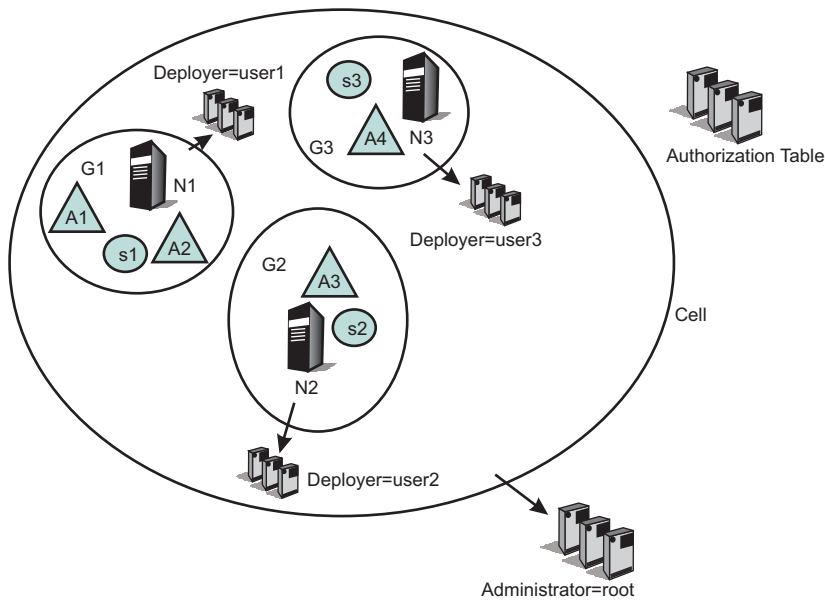 Deployer=user1
s3
A4
G3
N3
Authorization Table
G1
N1
A1
s1
A2
Deployer=user3
G2
A3
s2
N2
Cell
Deployer=user2
Administrator=root